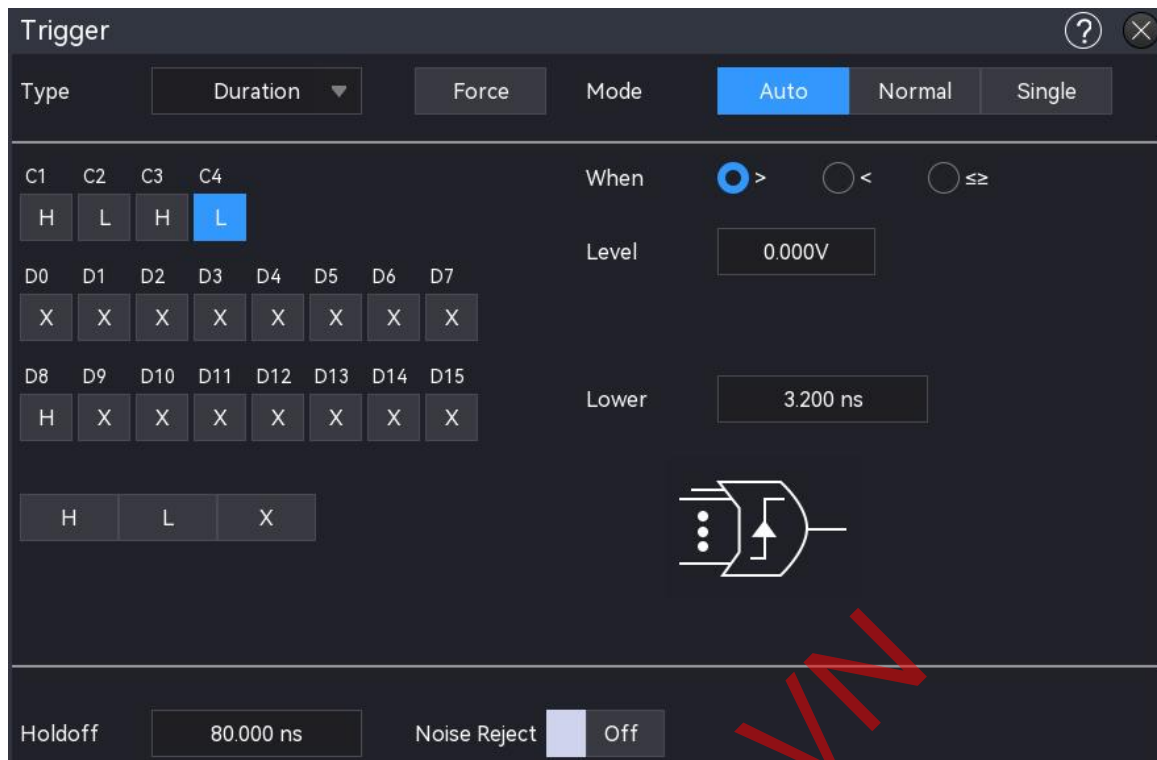 Trigger ?
Type Duration Force Mode Auto Normal Single
C1 C2 C3 C4 When > < ≤≥
H L H L
Level 0.000V
D0 D1 D2 D3 D4 D5 D6 D7
X X X X X X X X
D8 D9 D10 D11 D12 D13 D14 D15
H X X X X X X X
Lower 3.200 ns
H L X
Holdoff 80.000 ns Noise Reject Off
VN